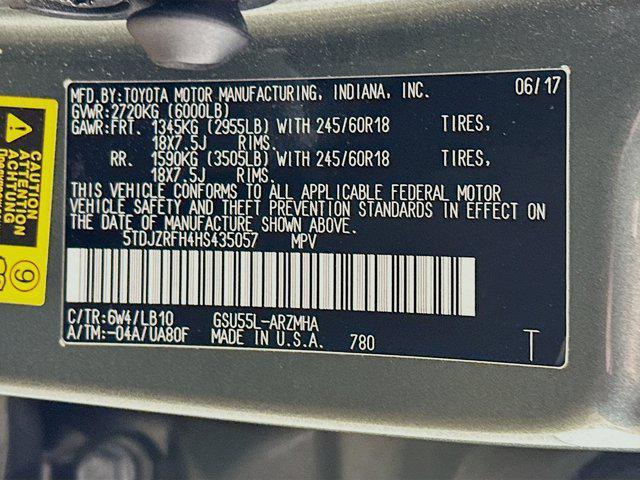 MFD.BY:TOYOTA MOTOR MANUFACTURING, INDIANA, INC. 06/17
GVWR:2720KG (6000LB)
GAWR:FRT. 1345KG (2955LB) WITH 245/60R18 TIRES,
18X7.5J RIMS.
RR. 1590KG (3505LB) WITH 245/60R18 TIRES,
18X7.5J RIMS.
THIS VEHICLE CONFORMS TO ALL APPLICABLE FEDERAL MOTOR
VEHICLE SAFETY AND THEFT PREVENTION STANDARDS IN EFFECT ON
THE DATE OF MANUFACTURE SHOWN ABOVE.
5TDJZRFH4HS435057 MPV
C/TR:6W4/LB10 GSU55L-ARZMHA
A/TM:-04A/UA80F MADE IN U.S.A. 780 T
CAUTION
ATTENTION
ACHTUNG
9